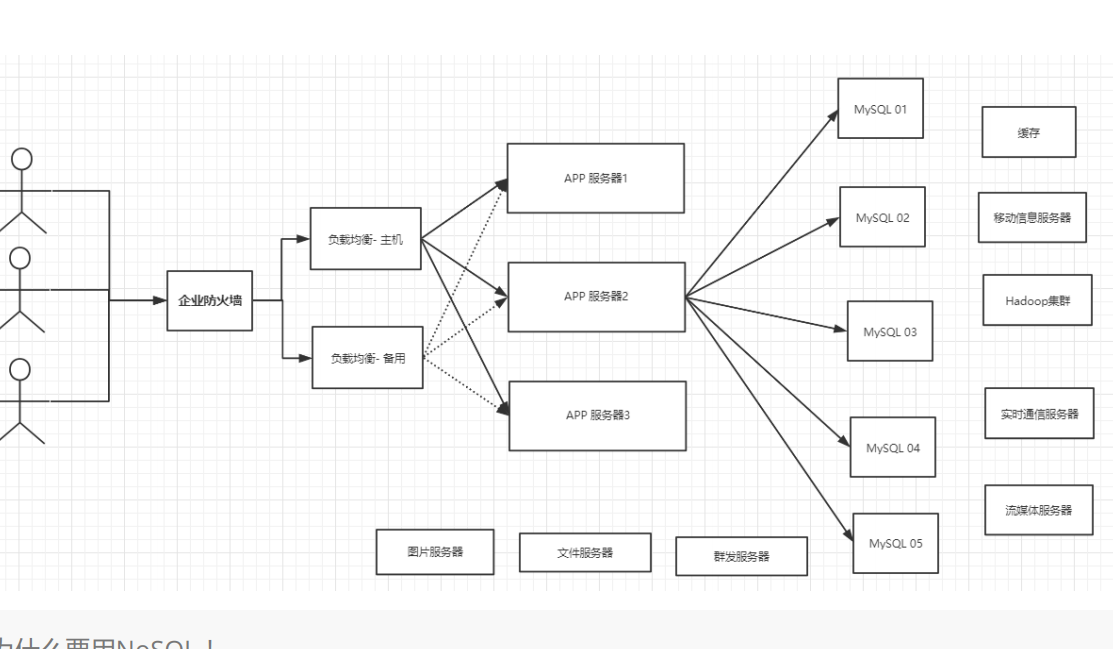 企业防火墙
负载均衡- 主机
负载均衡- 备用
APP 服务器1
APP 服务器2
APP 服务器3
MySQL 01
MySQL 02
MySQL 03
MySQL 04
MySQL 05
缓存
移动信息服务器
Hadoop集群
实时通信服务器
流媒体服务器
图片服务器
文件服务器
群发服务器
为什么要用NoSQL！